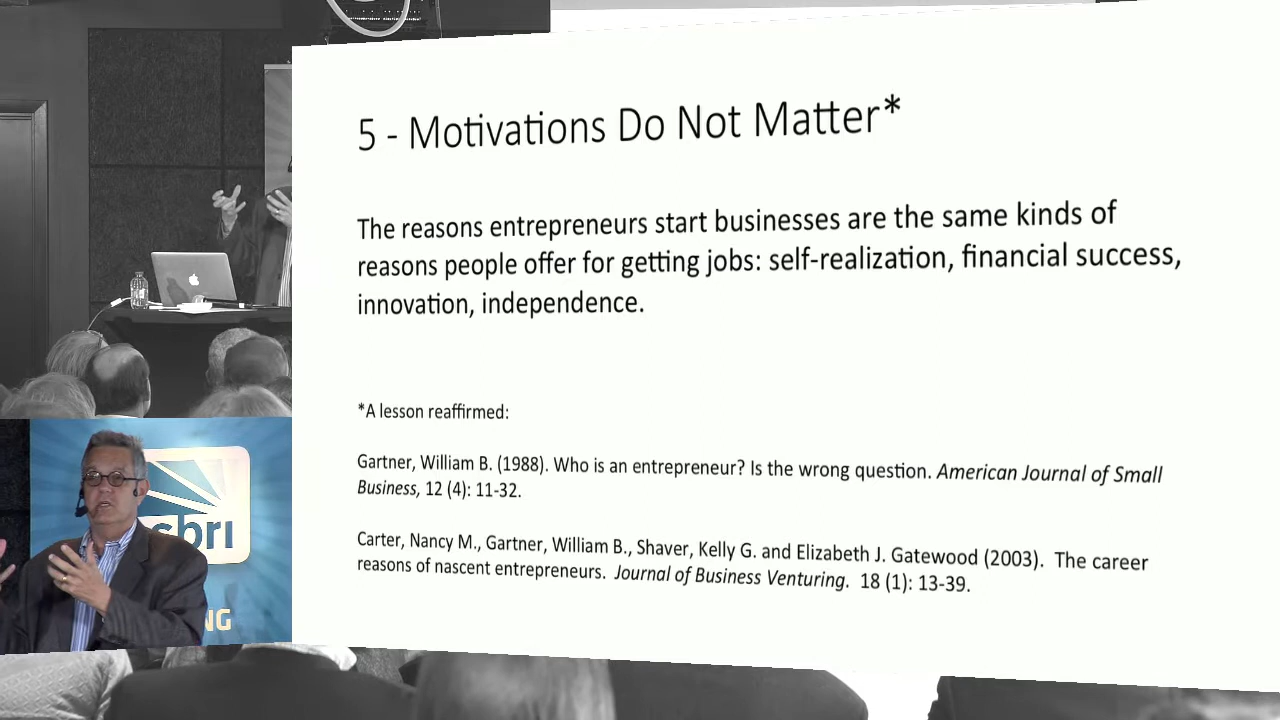 5 - Motivations Do Not Matter*
The reasons entrepreneurs start businesses are the same kinds of
reasons people offer for getting jobs: self-realization, financial success,
innovation, independence.
*A lesson reaffirmed:
Gartner, William B. (1988). Who is an entrepreneur? Is the wrong question. American Journal of Small
Business, 12 (4): 11-32.
Carter, Nancy M., Gartner, William B., Shaver, Kelly G. and Elizabeth J. Gatewood (2003). The career
reasons of nascent entrepreneurs. Journal of Business Venturing. 18 (1): 13-39.
sbri
NG